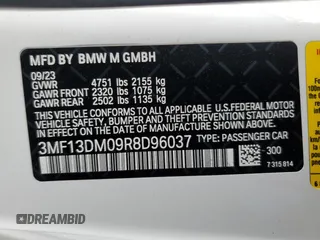 MFD BY BMW M GMBH
09/23
GVWR 4751 lbs 2155 kg
GAWR FRONT 2320 lbs 1075 kg
GAWR REAR 2502 lbs 1135 kg
THIS VEHICLE CONFORMS TO ALL APPLICABLE
U.S. FEDERAL MOTOR VEHICLE SAFETY,
BUMPER, AND THEFT PREVENTION STANDARDS
IN EFFECT ON THE DATE OF
MANUFACTURE SHOWN ABOVE.
3MF13DM09R8D96037 TYPE: PASSENGER CAR
300
7 315 814
DREAMBID